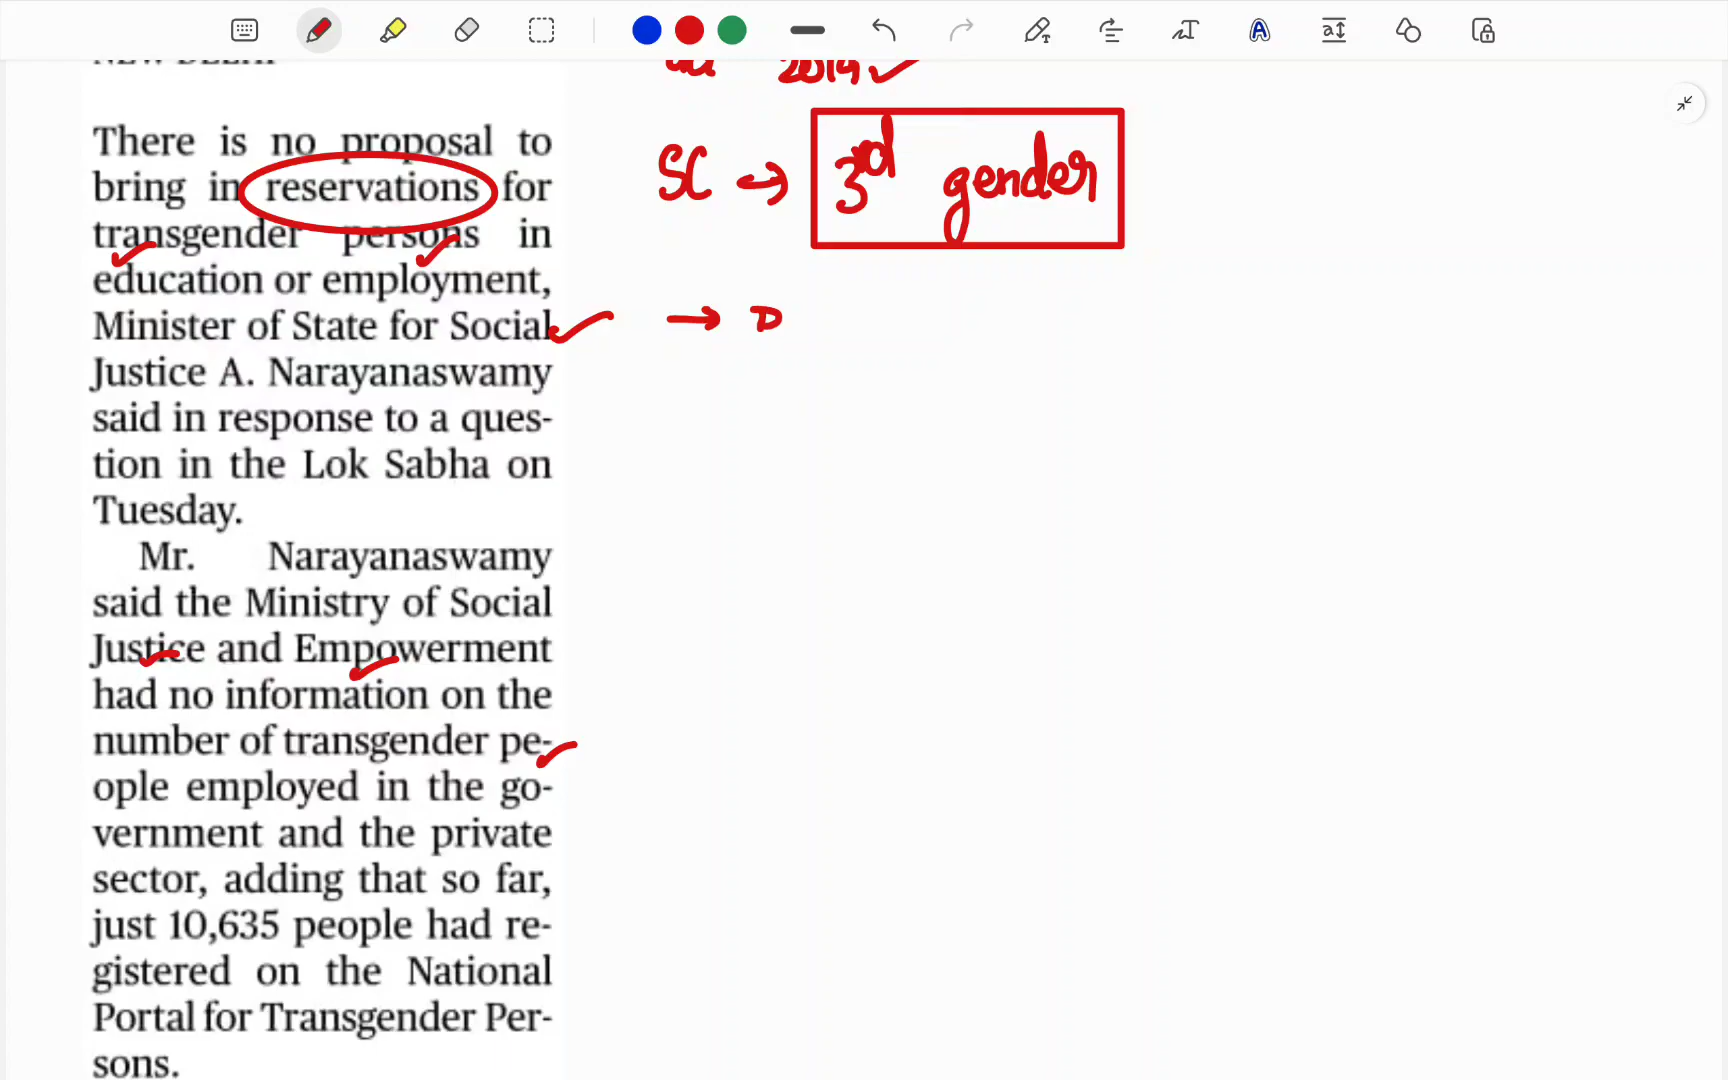 There is no proposal to
bring in reservations for
transgender persons in
education or employment,
Minister of State for Social
Justice A. Narayanaswamy
said in response to a ques-
tion in the Lok Sabha on
Tuesday.
Mr. Narayanaswamy
said the Ministry of Social
Justice and Empowerment
had no information on the
number of transgender pe-
ople employed in the go-
vernment and the private
sector, adding that so far,
just 10,635 people had re-
gistered on the National
Portal for Transgender Per-
sons.
2014
SC → 3rd gender
→ D